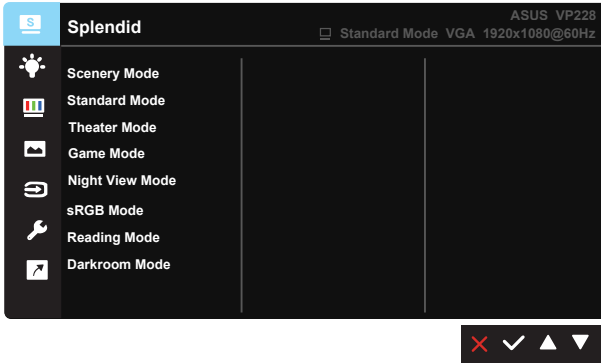 S
Splendid
ASUS VP228
Standard Mode VGA 1920x1080@60Hz
Scenery Mode
Standard Mode
Theater Mode
Game Mode
Night View Mode
sRGB Mode
Reading Mode
Darkroom Mode